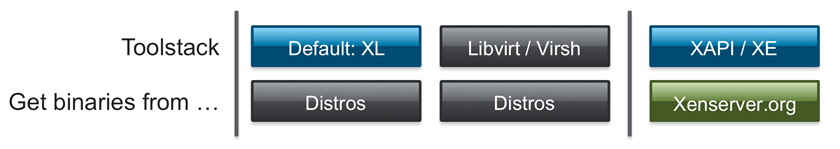 Toolstack Default: XL Libvirt / Virsh XAPI / XE
Get binaries from … Distros Distros Xenserver.org